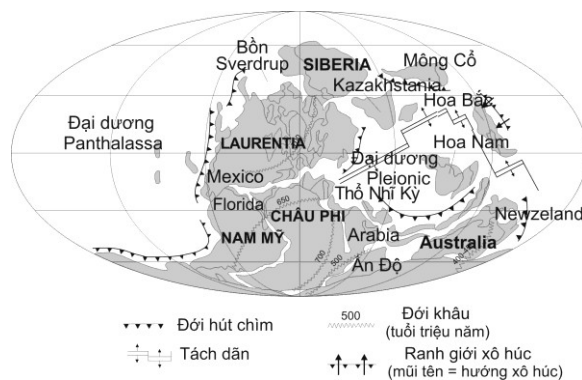 Bồn
Sverdrup
SIBERIA
Mông Cổ
Kazakhstania
Hoa Bắc
Đại dương
Panthalassa
LAURENTIA
Hoa Nam
Đại dương
Pleionic
Mexico
Thổ Nhĩ Kỳ
Florida
650
CHÂU PHI
Newzeland
NAM MỸ
Arabia
Australia
700
500
Ấn Độ
400
Đới hút chìm
500
Đới khâu
(tuổi triệu năm)
Tách dãn
Ranh giới xô húc
(mũi tên = hướng xô húc)